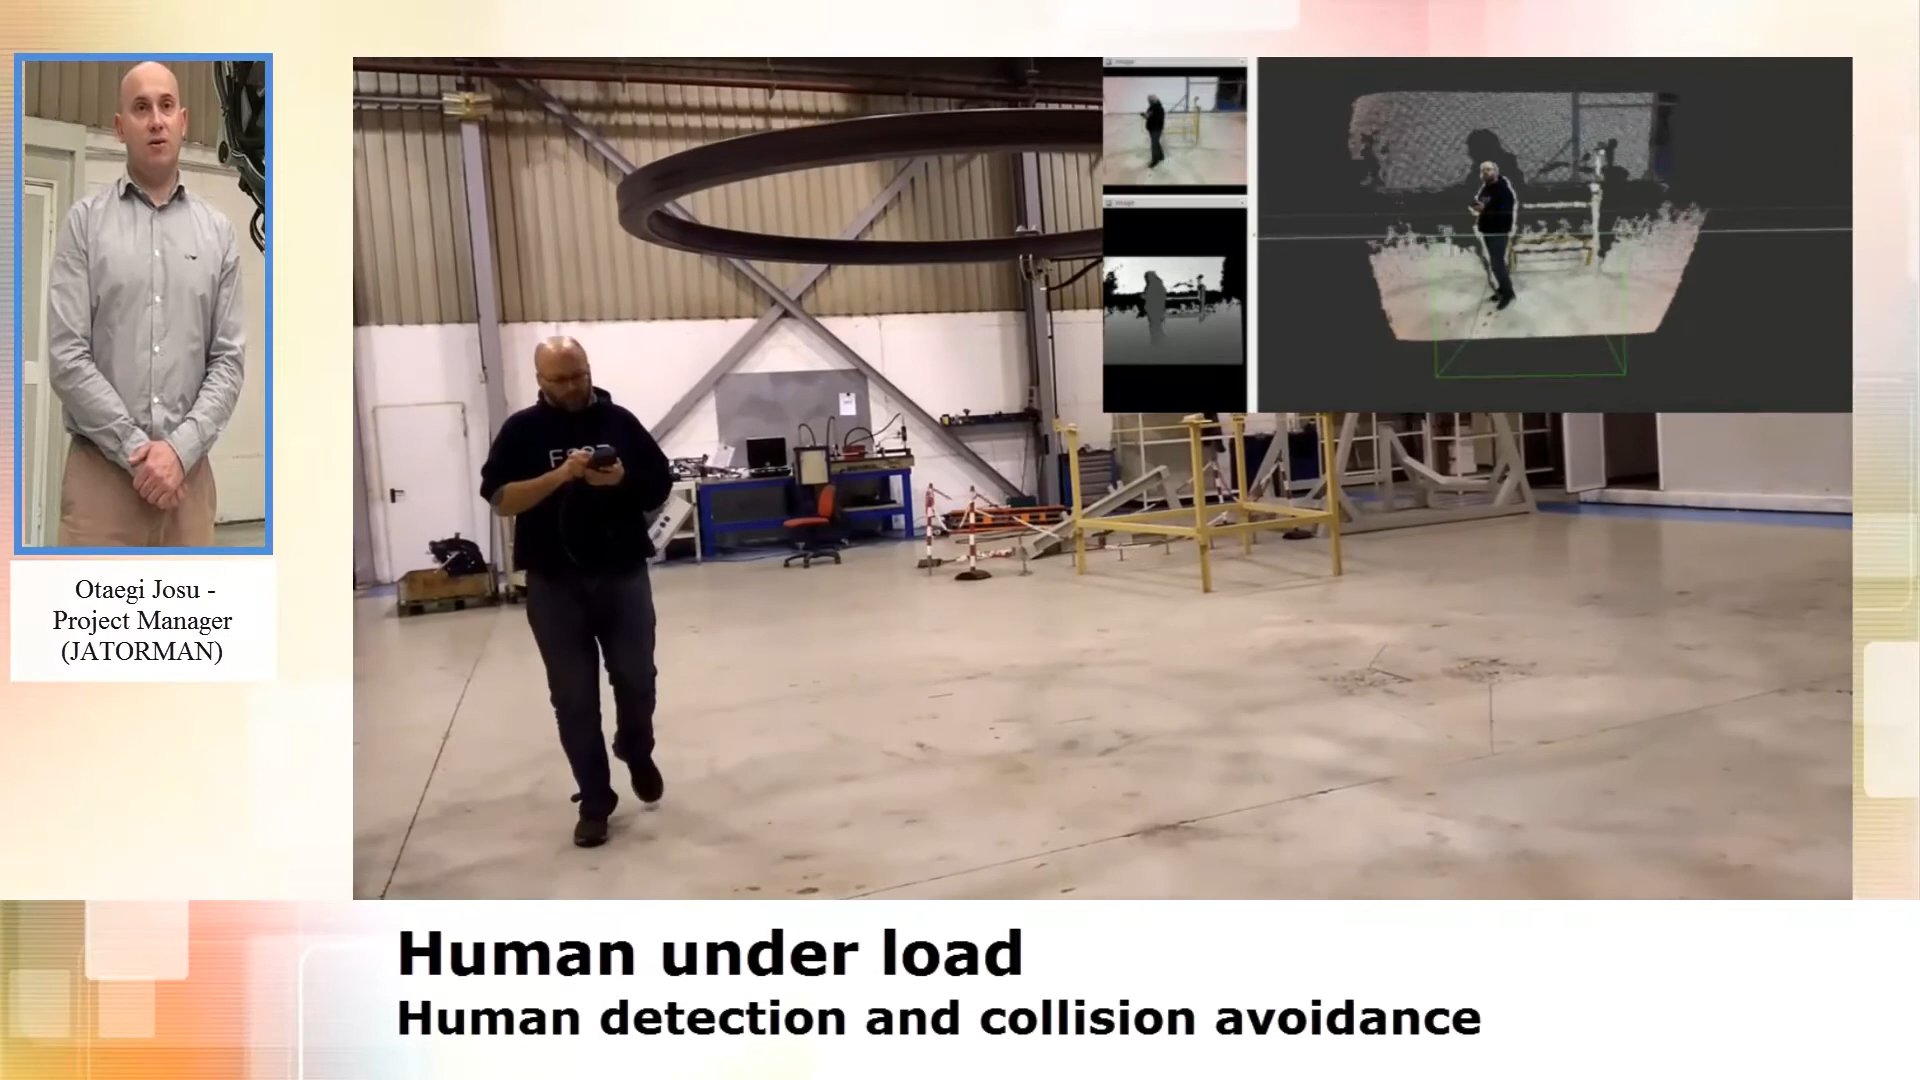 Otaegi Josu -
Project Manager
(JATORMAN)
Human under load
Human detection and collision avoidance